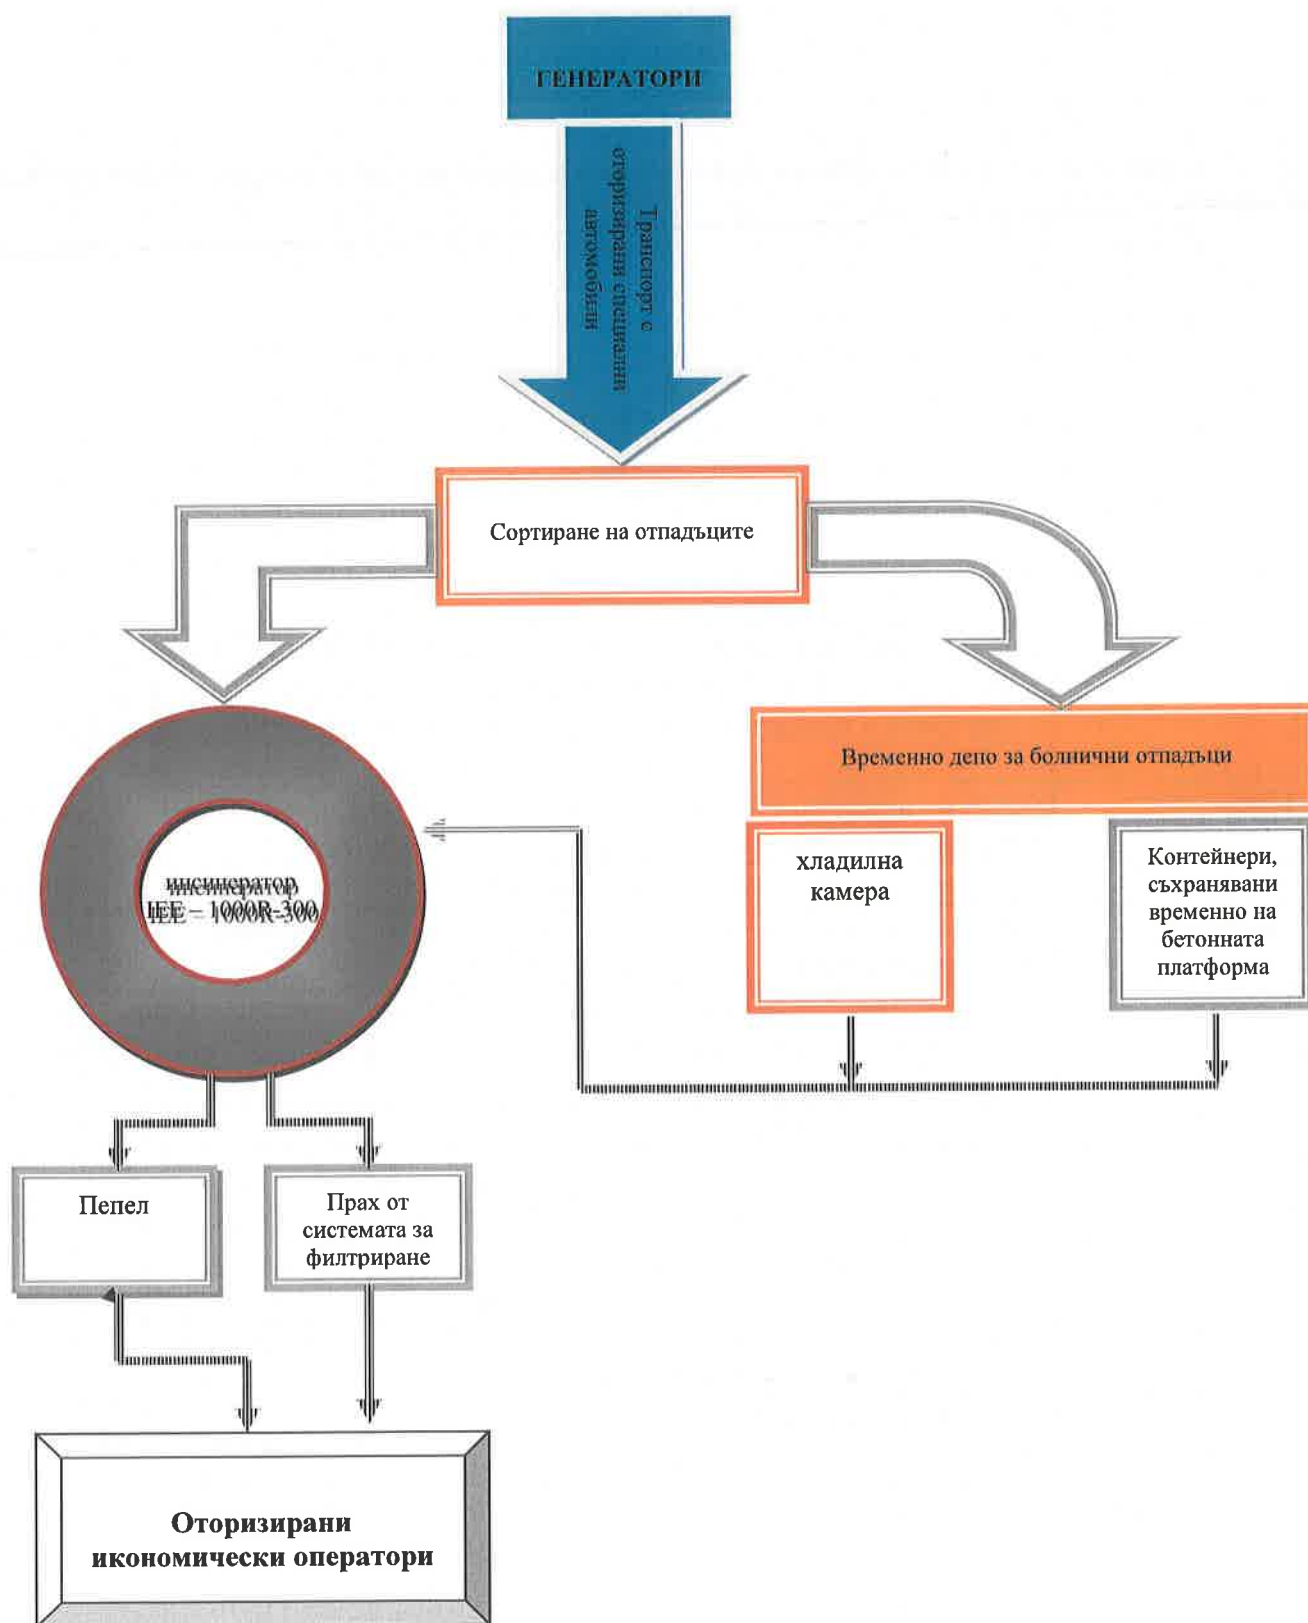 ГЕНЕРАТОРИ
Транспорт с
оторизирани специални
автомобили
Сортиране на отпадъците
Временно депо за болнични отпадъци
инсинератор
IEE – 1000R-300
хладилна
камера
Контейнери,
съхранявани
временно на
бетонната
платформа
Пепел
Прах от
системата за
филтриране
Оторизирани
икономически оператори